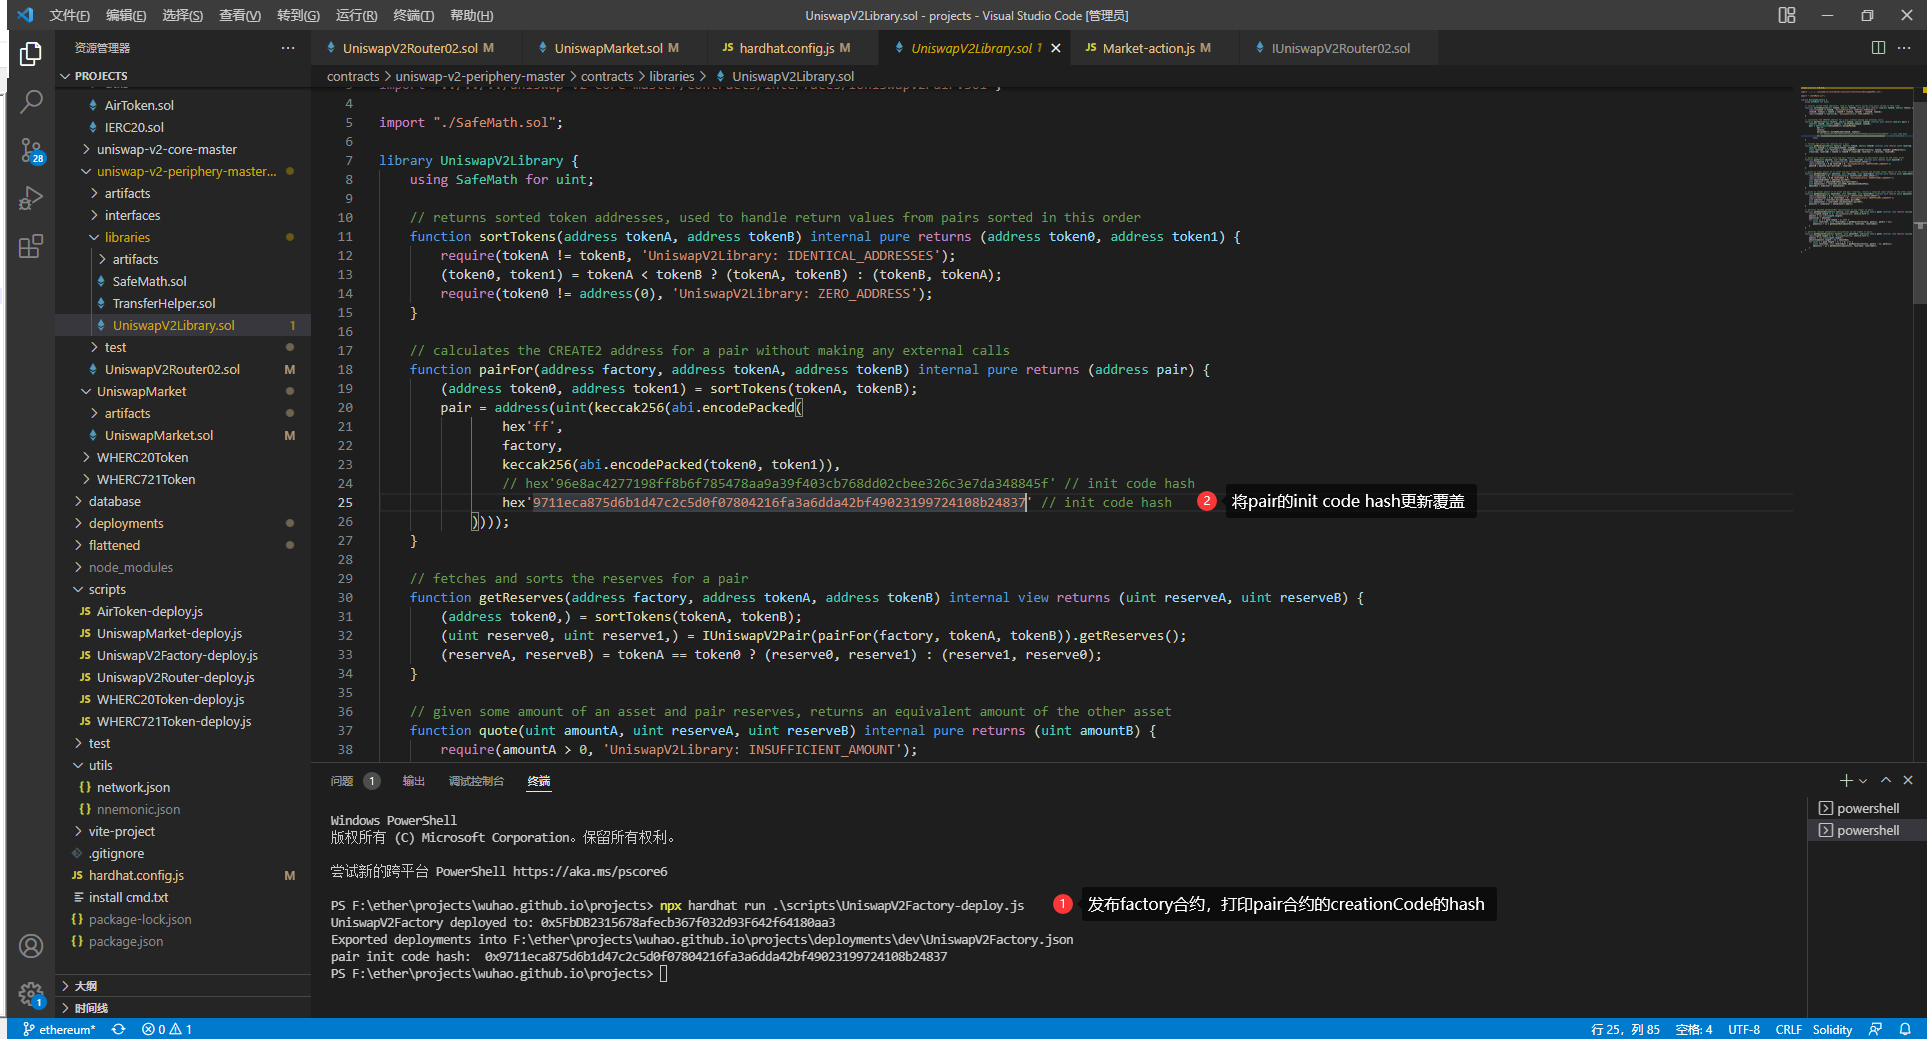 文件(F) 编辑(E) 选择(S) 查看(V) 转到(G) 运行(R) 终端(T) 帮助(H)
UniswapV2Library.sol - projects - Visual Studio Code [管理员]
资源管理器
PROJECTS
AirToken.sol
IERC20.sol
uniswap-v2-core-master
uniswap-v2-periphery-master...
artifacts
interfaces
libraries
artifacts
SafeMath.sol
TransferHelper.sol
UniswapV2Library.sol 1
test
UniswapV2Router02.sol M
UniswapMarket
artifacts
UniswapMarket.sol M
WHERC20Token
WHERC721Token
database
deployments
flattened
node_modules
scripts
JS AirToken-deploy.js
JS UniswapMarket-deploy.js
JS UniswapV2Factory-deploy.js
JS UniswapV2Router-deploy.js
JS WHERC20Token-deploy.js
JS WHERC721Token-deploy.js
test
utils
{} network.json
{} nnemonic.json
vite-project
.gitignore
JS hardhat.config.js M
install cmd.txt
{} package-lock.json
{} package.json
大纲
时间线
28
1
UniswapV2Router02.sol M UniswapMarket.sol M JS hardhat.config.js M UniswapV2Library.sol 1 JS Market-action.js M IUniswapV2Router02.sol
contracts > uniswap-v2-periphery-master > contracts > libraries > UniswapV2Library.sol
4
5 import "./SafeMath.sol";
6
7 library UniswapV2Library {
8 using SafeMath for uint;
9
10 // returns sorted token addresses, used to handle return values from pairs sorted in this order
11 function sortTokens(address tokenA, address tokenB) internal pure returns (address token0, address token1) {
12 require(tokenA != tokenB, 'UniswapV2Library: IDENTICAL_ADDRESSES');
13 (token0, token1) = tokenA < tokenB ? (tokenA, tokenB) : (tokenB, tokenA);
14 require(token0 != address(0), 'UniswapV2Library: ZERO_ADDRESS');
15 }
16
17 // calculates the CREATE2 address for a pair without making any external calls
18 function pairFor(address factory, address tokenA, address tokenB) internal pure returns (address pair) {
19 (address token0, address token1) = sortTokens(tokenA, tokenB);
20 pair = address(uint(keccak256(abi.encodePacked(
21 hex'ff',
22 factory,
23 keccak256(abi.encodePacked(token0, token1)),
24 // hex'96e8ac4277198ff8b6f785478aa9a39f403cb768dd02cbee326c3e7da348845f' // init code hash
25 hex'9711eca875d6b1d47c2c5d0f07804216fa3a6dda42bf49023199724108b24837' // init code hash
2 将pair的init code hash更新覆盖
26 ))));
27 }
28
29 // fetches and sorts the reserves for a pair
30 function getReserves(address factory, address tokenA, address tokenB) internal view returns (uint reserveA, uint reserveB) {
31 (address token0,) = sortTokens(tokenA, tokenB);
32 (uint reserve0, uint reserve1,) = IUniswapV2Pair(pairFor(factory, tokenA, tokenB)).getReserves();
33 (reserveA, reserveB) = tokenA == token0 ? (reserve0, reserve1) : (reserve1, reserve0);
34 }
35
36 // given some amount of an asset and pair reserves, returns an equivalent amount of the other asset
37 function quote(uint amountA, uint reserveA, uint reserveB) internal pure returns (uint amountB) {
38 require(amountA > 0, 'UniswapV2Library: INSUFFICIENT_AMOUNT');
问题 1 输出 调试控制台 终端
Windows PowerShell
版权所有 (C) Microsoft Corporation。保留所有权利。
尝试新的跨平台 PowerShell https://aka.ms/pscore6
PS F:\ether\projects\wuhao.github.io\projects> npx hardhat run .\scripts\UniswapV2Factory-deploy.js
1 发布factory合约，打印pair合约的creationCode的hash
UniswapV2Factory deployed to: 0x5FbDB2315678afecb367f032d93F642f64180aa3
Exported deployments into F:\ether\projects\wuhao.github.io\projects\deployments\dev\UniswapV2Factory.json
pair init code hash: 0x9711eca875d6b1d47c2c5d0f07804216fa3a6dda42bf49023199724108b24837
PS F:\ether\projects\wuhao.github.io\projects>
powershell
powershell
ethereum* 0 1
行 25，列 85 空格: 4 UTF-8 CRLF Solidity